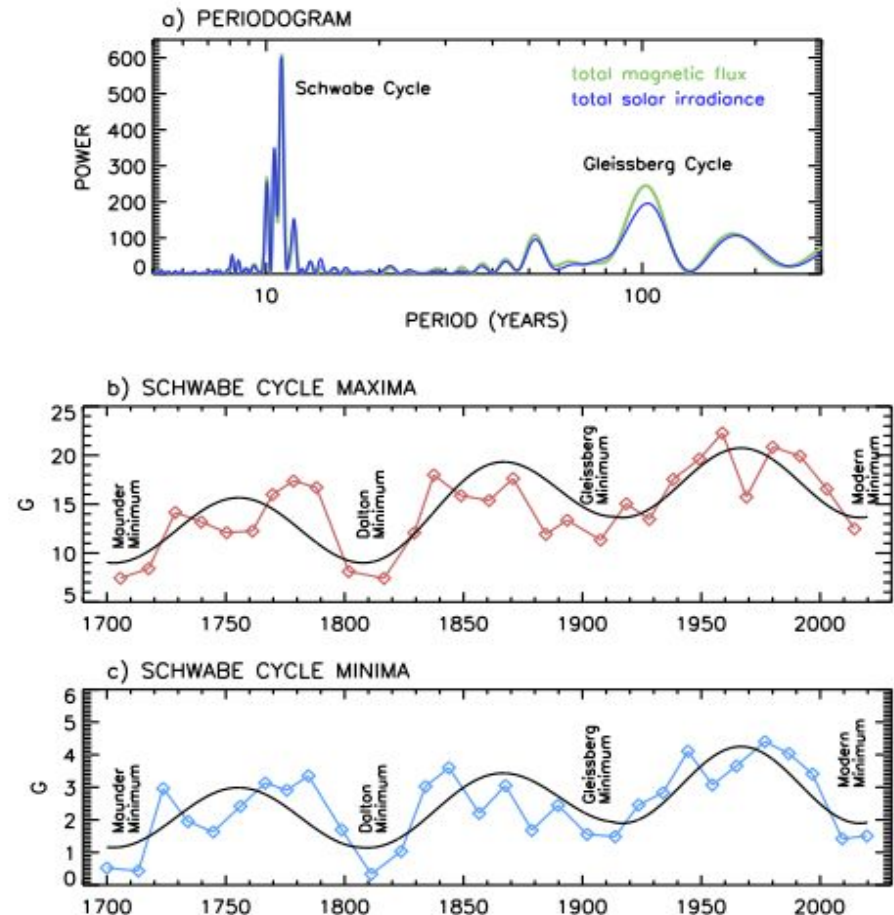 a) PERIODOGRAM
600
500
400
300
200
100
0
POWER
Schwabe Cycle
total magnetic flux
total solar irradiance
Gleissberg Cycle
10
100
PERIOD (YEARS)
b) SCHWABE CYCLE MAXIMA
25
20
15
10
5
G
Maunder
Minimum
Dalton
Minimum
Gleissberg
Minimum
Modern
Minimum
1700
1750
1800
1850
1900
1950
2000
c) SCHWABE CYCLE MINIMA
6
5
4
3
2
1
0
G
Maunder
Minimum
Dalton
Minimum
Gleissberg
Minimum
Modern
Minimum
1700
1750
1800
1850
1900
1950
2000